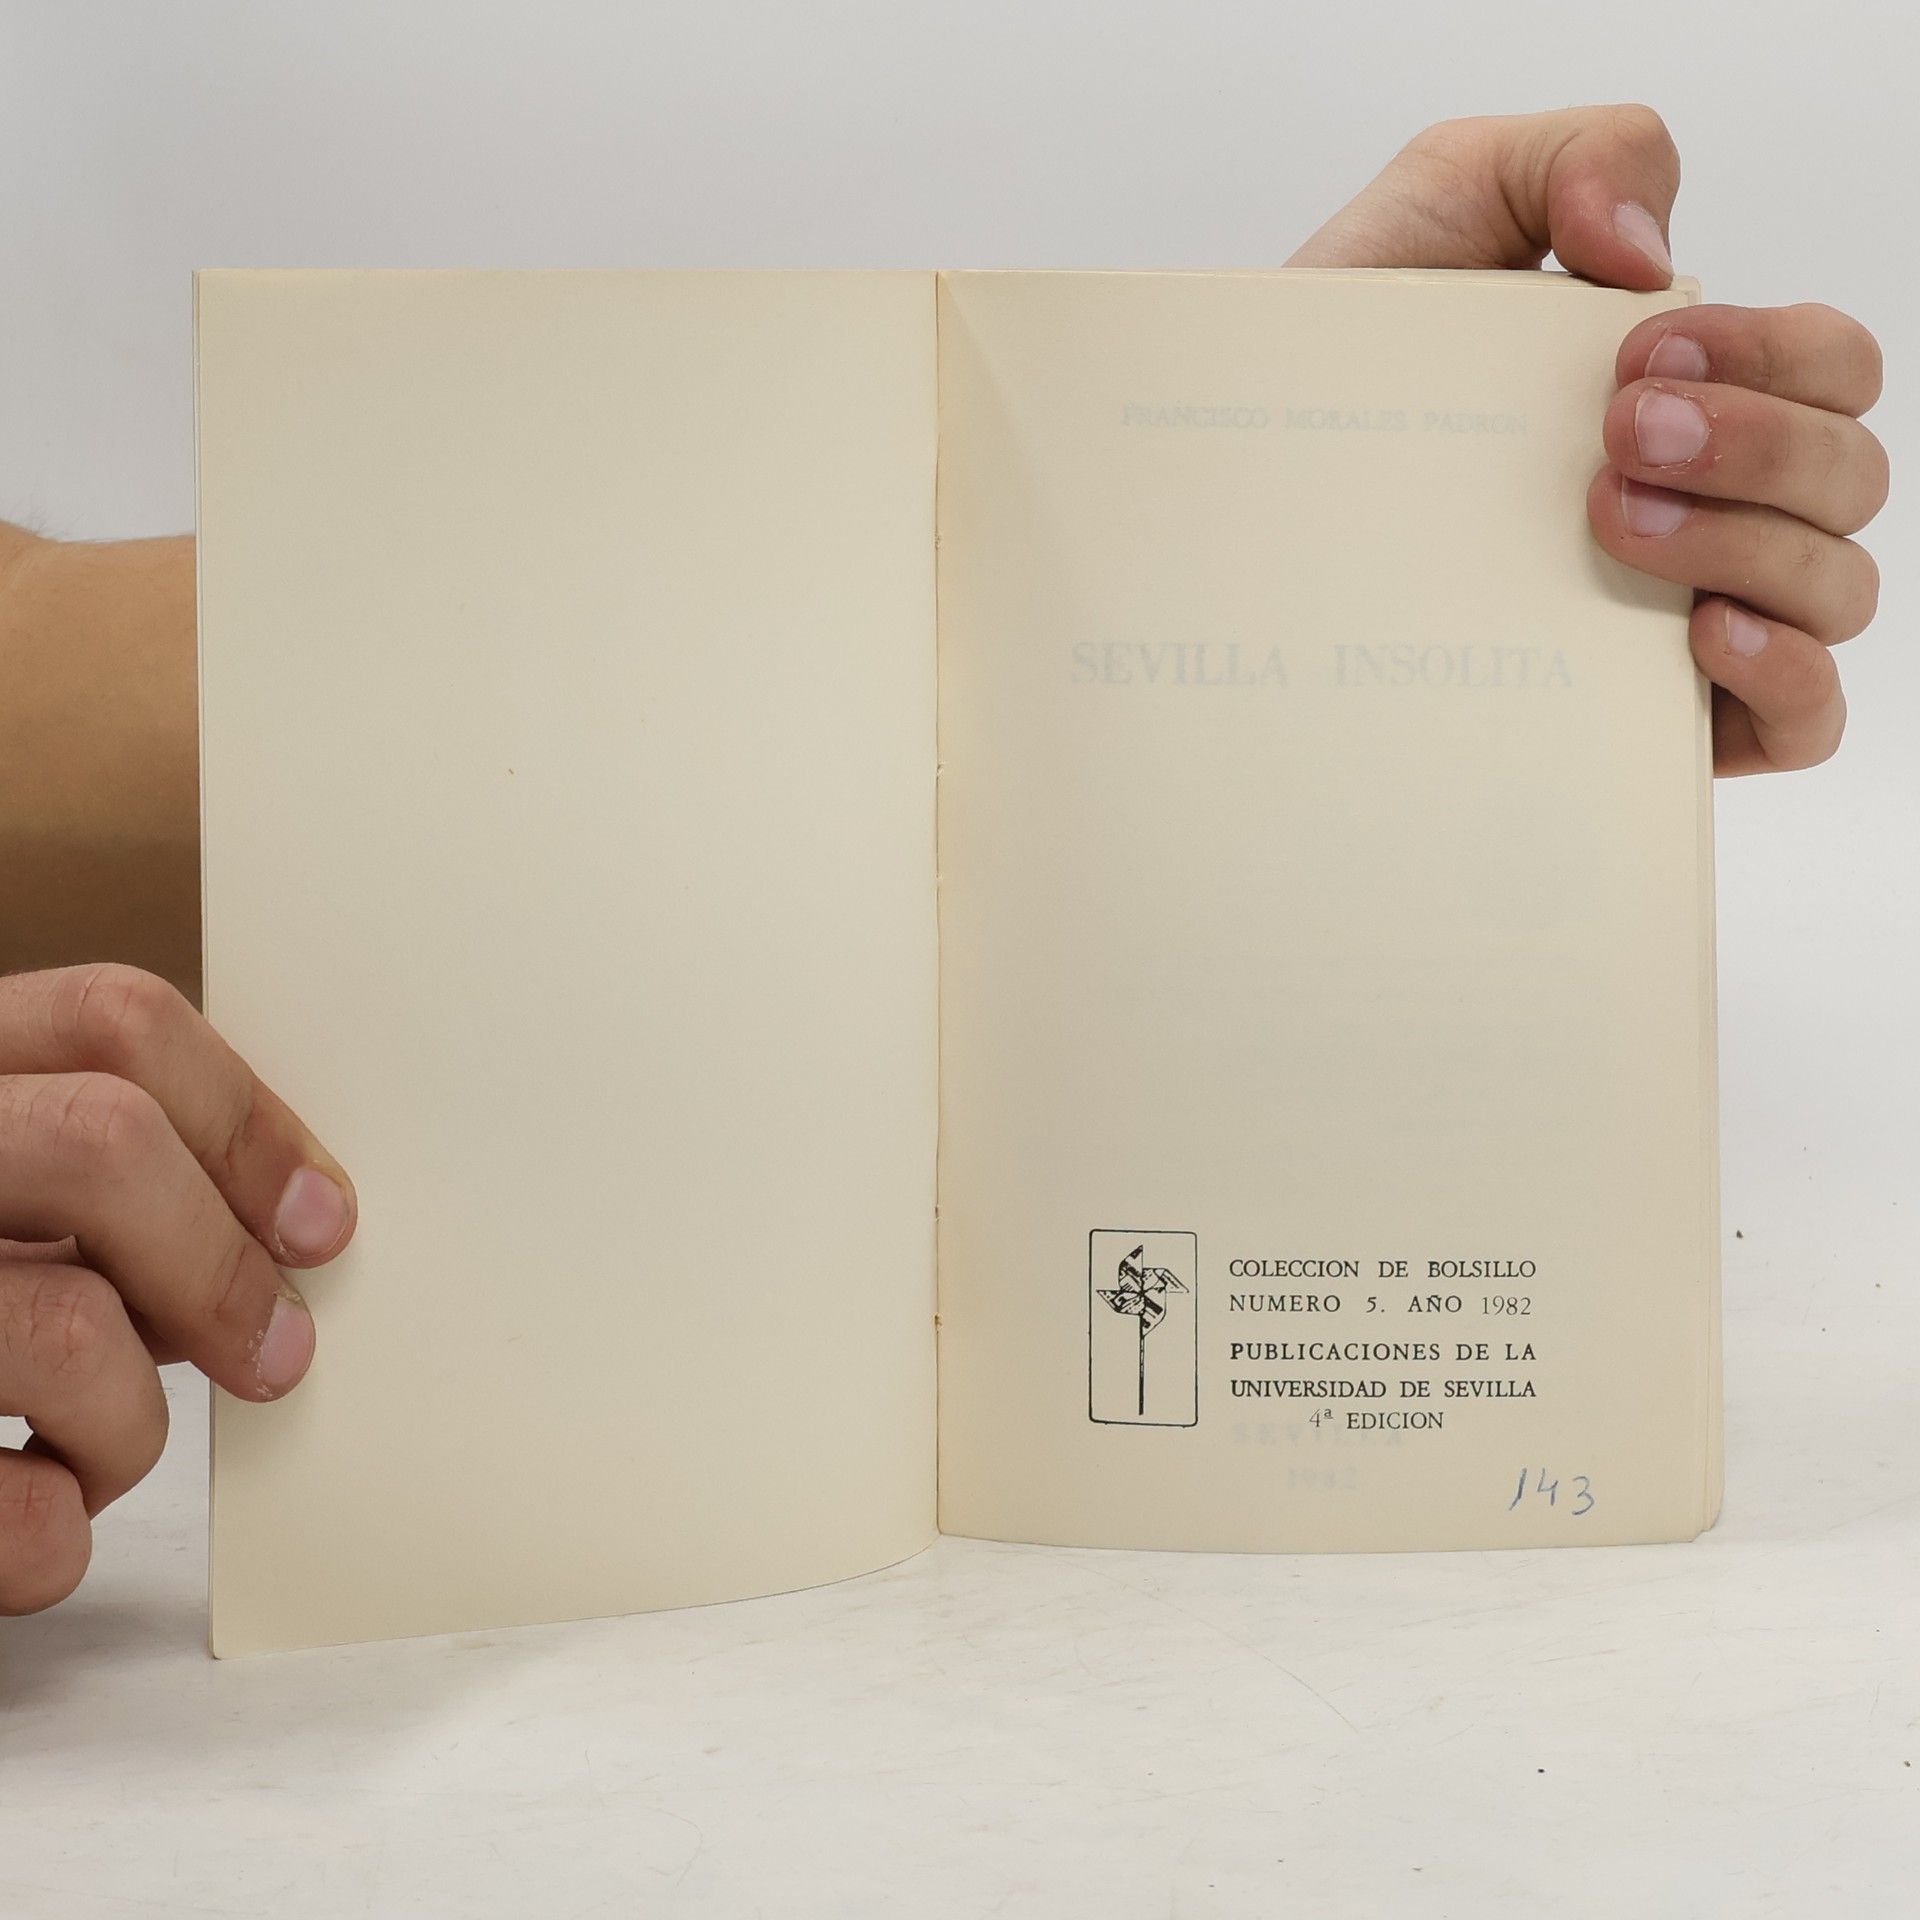 FRANCISCO MORALES PADRON
SEVILLA INSOLITA
COLECCION DE BOLSILLO
NUMERO 5. AÑO 1982
PUBLICACIONES DE LA
UNIVERSIDAD DE SEVILLA
4ª EDICION
SEVILLA
1982
143